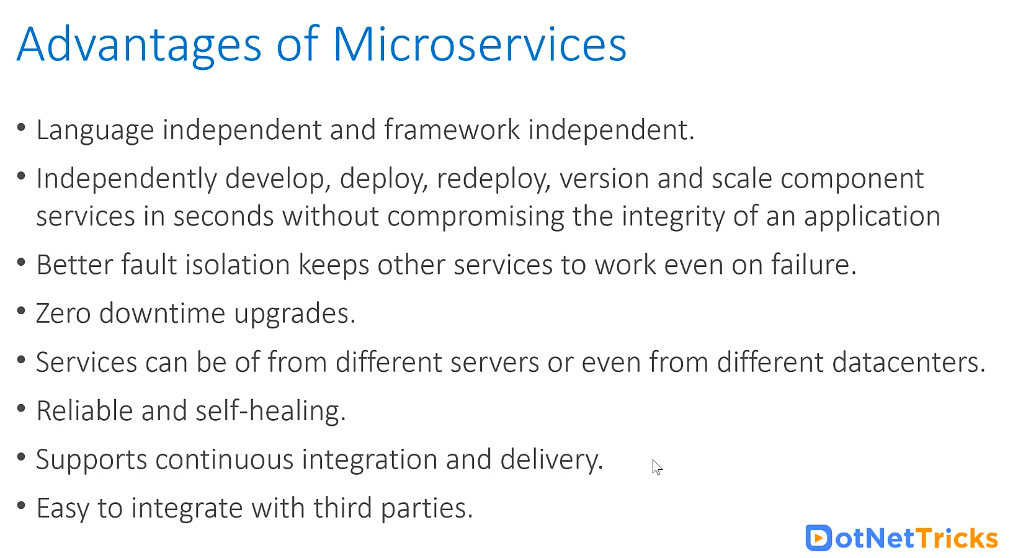 Advantages of Microservices
• Language independent and framework independent.
• Independently develop, deploy, redeploy, version and scale component
services in seconds without compromising the integrity of an application
• Better fault isolation keeps other services to work even on failure.
• Zero downtime upgrades.
• Services can be of from different servers or even from different datacenters.
• Reliable and self-healing.
• Supports continuous integration and delivery.
• Easy to integrate with third parties.
DotNetTricks